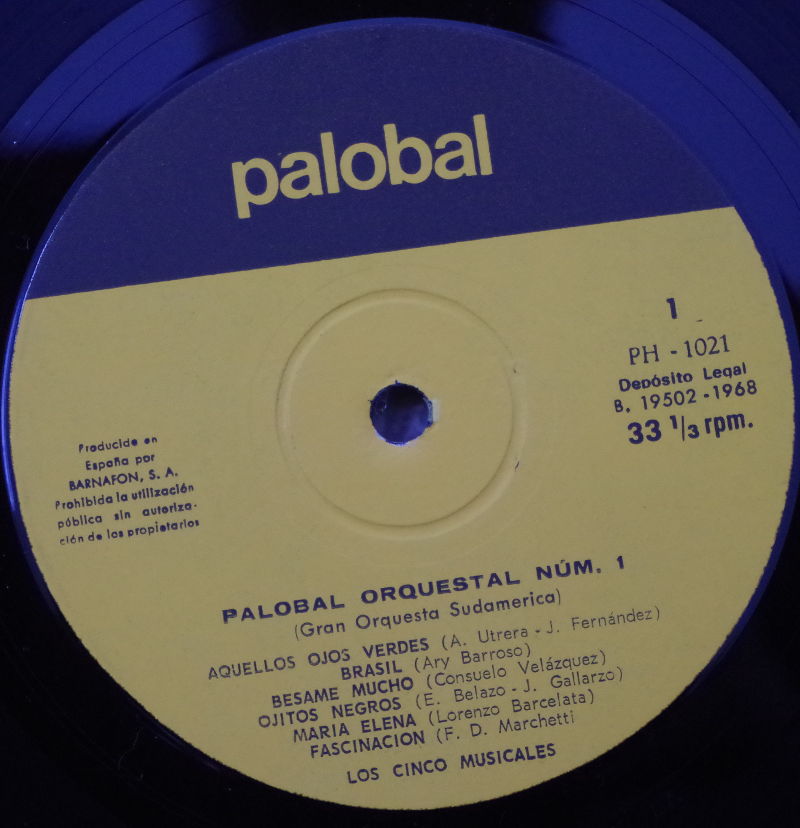 palobal
1
PH - 1021
Depósito Legal
B. 19502 - 1968
33 1/3 rpm.
Producido en
España por
BARNAFON, S. A.
Prohibida la utilización
pública sin autoriza-
ción de los propietarios
PALOBAL ORQUESTAL NÚM. 1
(Gran Orquesta Sudamerica)
AQUELLOS OJOS VERDES (A. Utrera - J. Fernández)
BRASIL (Ary Barroso)
BESAME MUCHO (Consuelo Velázquez)
OJITOS NEGROS (E. Belazo - J. Gallarzo)
MARIA ELENA (Lorenzo Barcelata)
FASCINACION (F. D. Marchetti
LOS CINCO MUSICALES